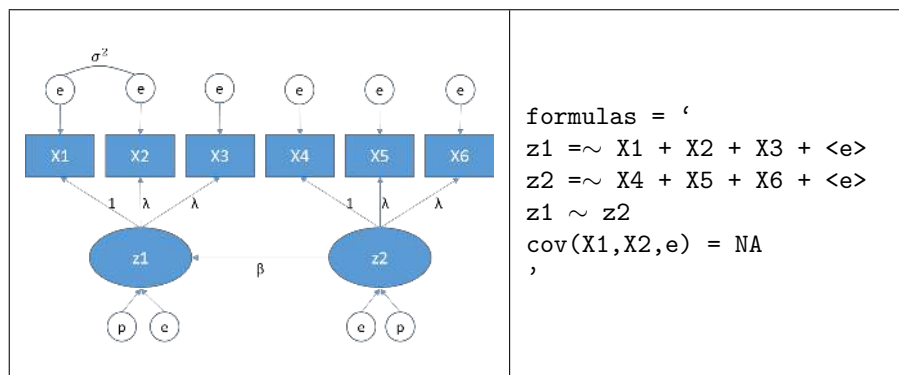 σ²
e e e e e e
X1 X2 X3 X4 X5 X6
1 λ λ 1 λ λ
z1 z2
β
p e e p
formulas = ‘
z1 =∼ X1 + X2 + X3 + <e>
z2 =∼ X4 + X5 + X6 + <e>
z1 ∼ z2
cov(X1,X2,e) = NA
’